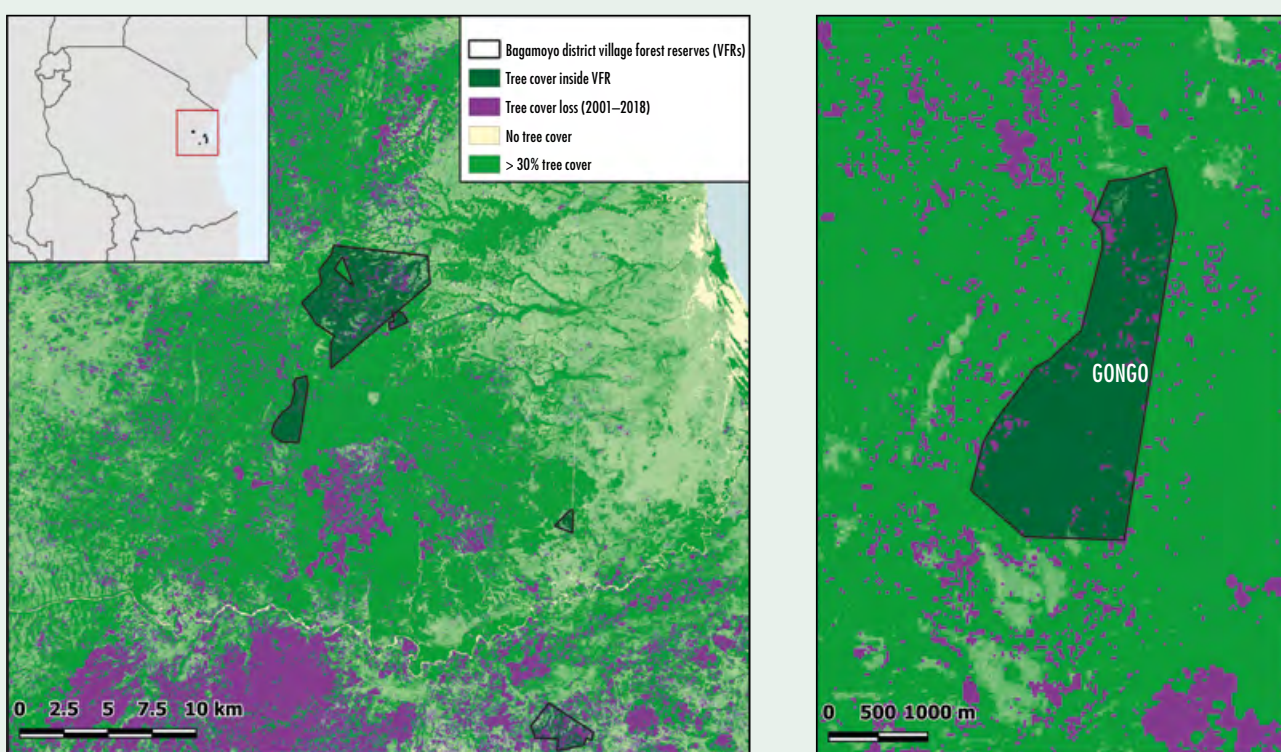 Bagamoyo district village forest reserves (VFRs)
Tree cover inside VFR
Tree cover loss (2001–2018)
No tree cover
> 30% tree cover
GONGO
0 2.5 5 7.5 10 km
0 500 1000 m